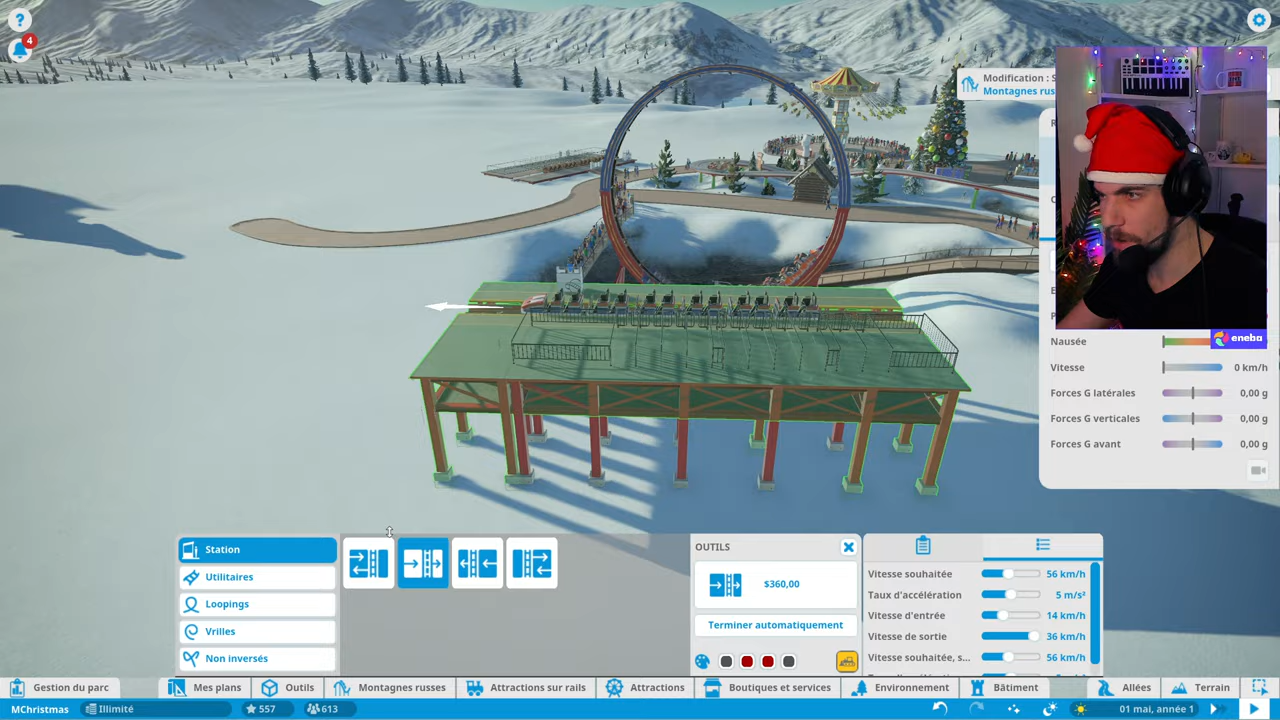 ?
4
Modification : S
Montagnes rus
eneba
Nausée
Vitesse 0 km/h
Forces G latérales 0,00 g
Forces G verticales 0,00 g
Forces G avant 0,00 g
Station
Utilitaires
Loopings
Vrilles
Non inversés
OUTILS
$360,00
Terminer automatiquement
Vitesse souhaitée 56 km/h
Taux d'accélération 5 m/s²
Vitesse d'entrée 14 km/h
Vitesse de sortie 36 km/h
Vitesse souhaitée, s... 56 km/h
Gestion du parc
Mes plans
Outils
Montagnes russes
Attractions sur rails
Attractions
Boutiques et services
Environnement
Bâtiment
Allées
Terrain
MChristmas
Illimité
557
613
01 mai, année 1